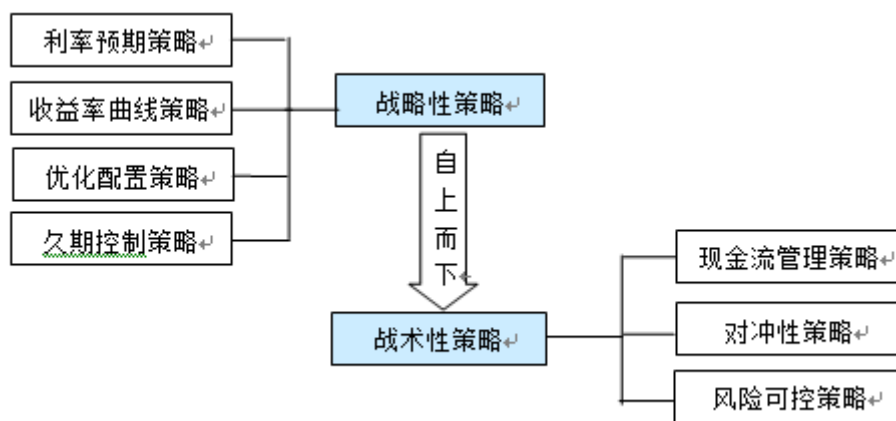 利率预期策略
收益率曲线策略
优化配置策略
久期控制策略
战略性策略
自
上
而
下
战术性策略
现金流管理策略
对冲性策略
风险可控策略